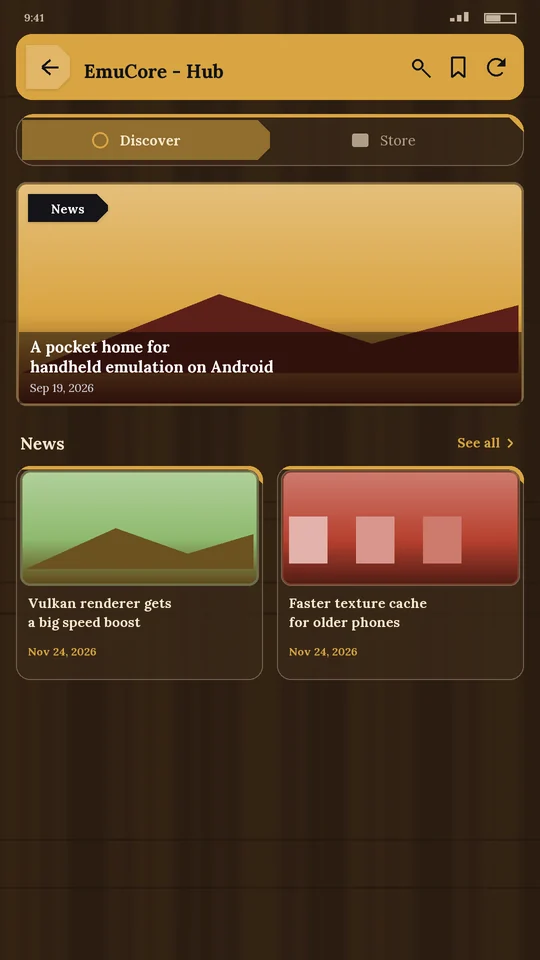 9:41
EmuCore - Hub
Discover
Store
News
A pocket home for
handheld emulation on Android
Sep 19, 2026
News
See all
Vulkan renderer gets
a big speed boost
Nov 24, 2026
Faster texture cache
for older phones
Nov 24, 2026